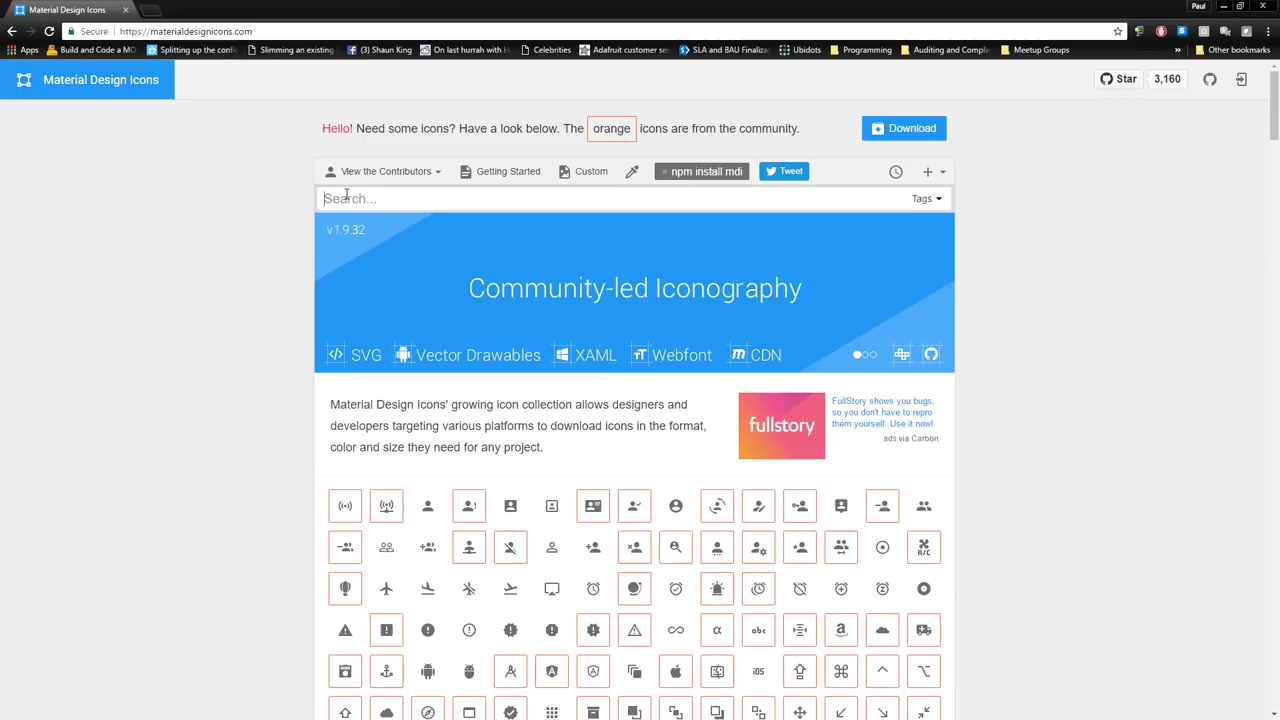 Material Design Icons
Paul
Secure
https://materialdesignicons.com
Apps
Build and Code a MO
Splitting up the config
Slimming an existing
(3) Shaun King
On last hurrah with H
Celebrities
Adafruit customer ser
SLA and BAU Finaliza
Ubidots
Programming
Auditing and Complia
Meetup Groups
»
Other bookmarks
Material Design Icons
Star
3,160
Hello! Need some icons? Have a look below. The orange icons are from the community.
Download
View the Contributors
Getting Started
Custom
» npm install mdi
Tweet
Search...
Tags
v1.9.32
Community-led Iconography
SVG
Vector Drawables
XAML
Webfont
CDN
Material Design Icons' growing icon collection allows designers and
developers targeting various platforms to download icons in the format,
color and size they need for any project.
fullstory
FullStory shows you bugs,
so you don't have to repro
them yourself. Use it now!
ads via Carbon
A/C
α
abc
iOS